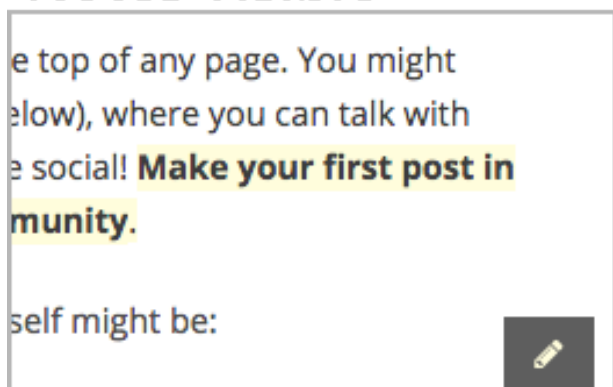 e top of any page. You might
elow), where you can talk with
e social! Make your first post in
munity.
self might be: